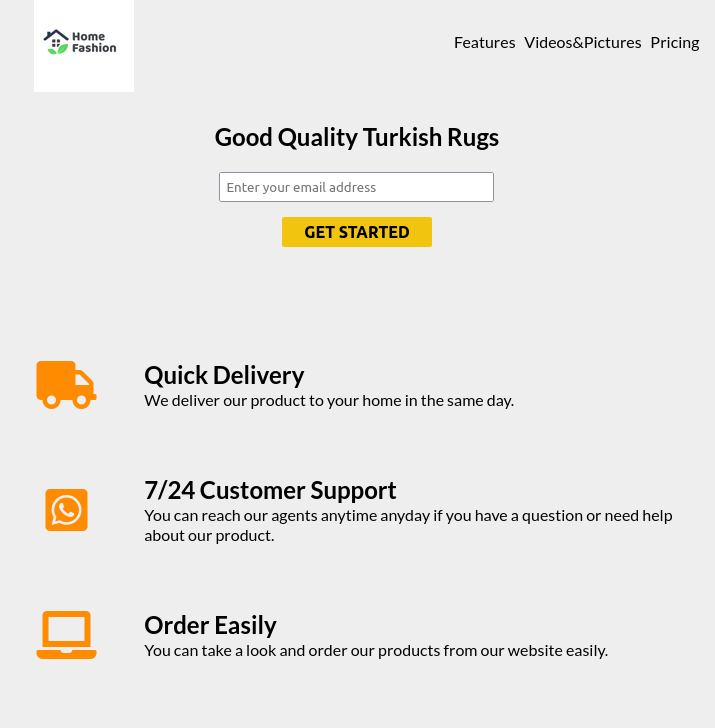 Home
Fashion
Features Videos&Pictures Pricing
Good Quality Turkish Rugs
Enter your email address
GET STARTED
Quick Delivery
We deliver our product to your home in the same day.
7/24 Customer Support
You can reach our agents anytime anyday if you have a question or need help
about our product.
Order Easily
You can take a look and order our products from our website easily.